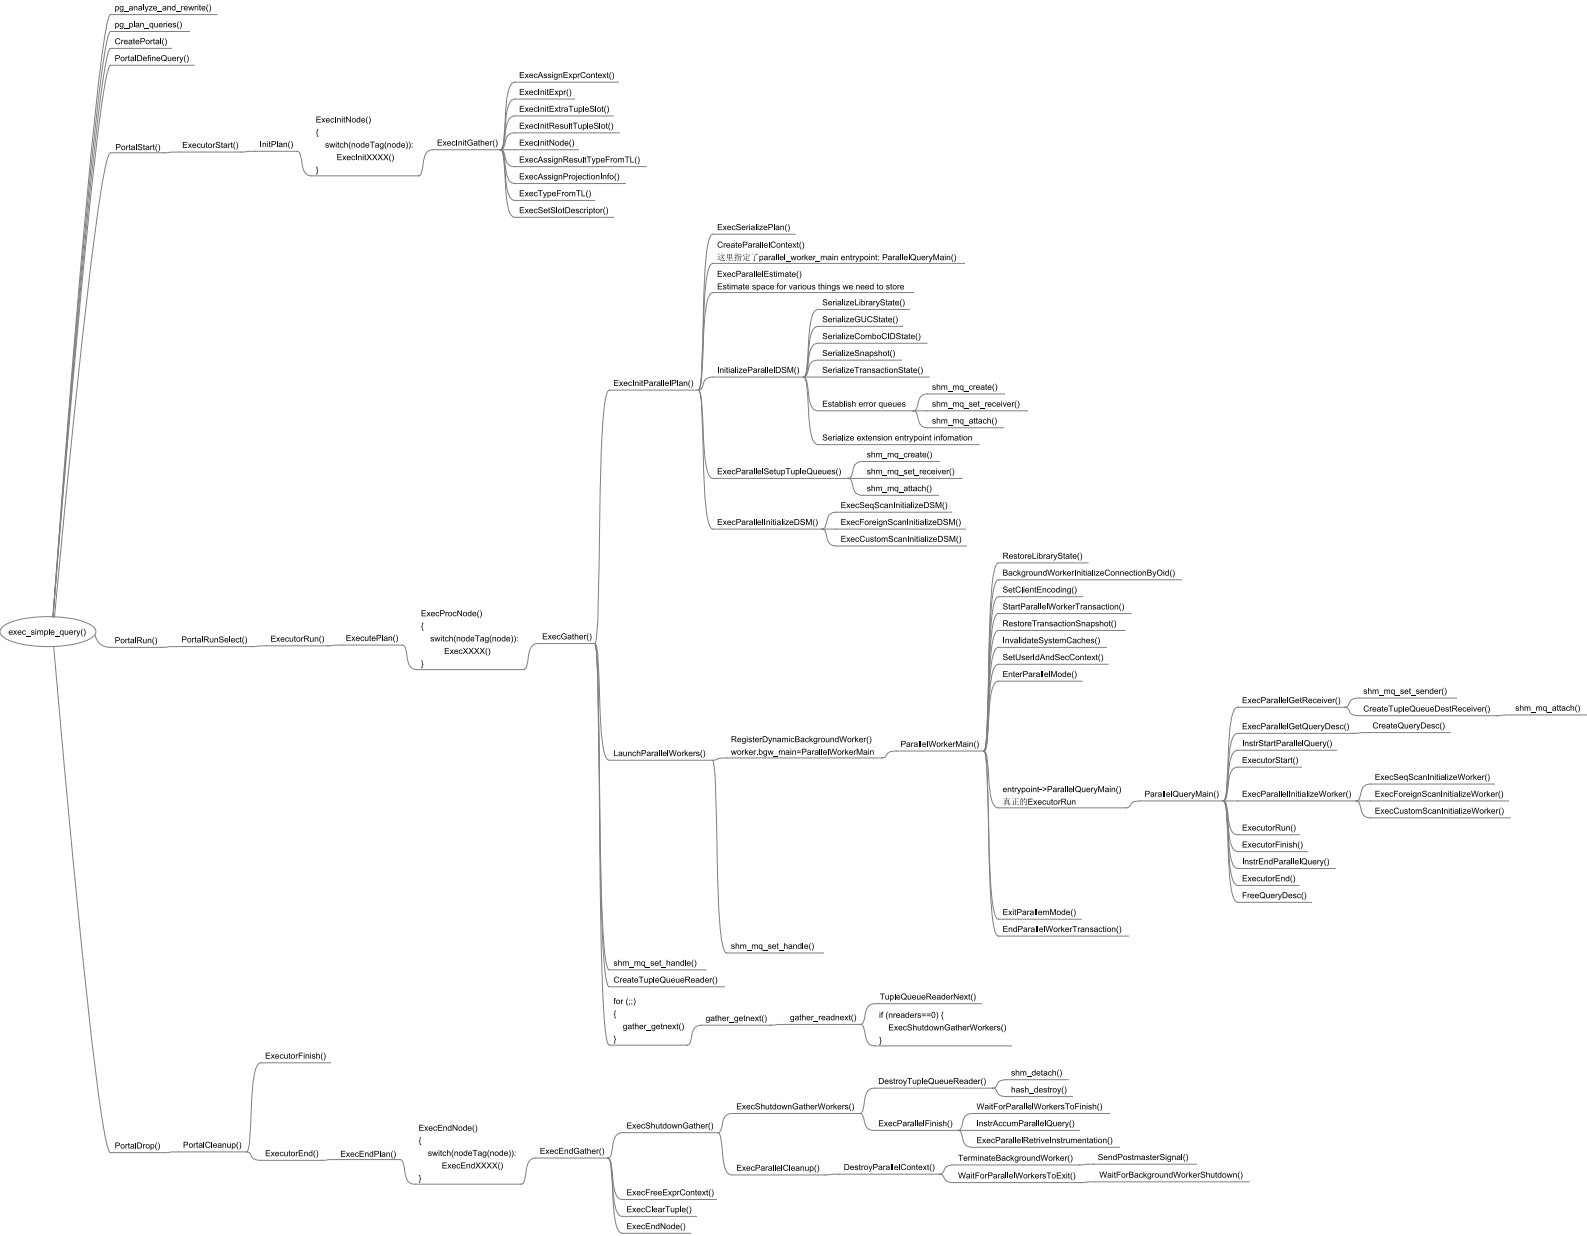 pg_analyze_and_rewrite()
pg_plan_queries()
CreatePortal()
PortalDefineQuery()
PortalStart()
ExecutorStart()
InitPlan()
ExecInitNode()
{
switch(nodeTag(node)):
ExecInitXXXX()
}
ExecInitGather()
ExecAssignExprContext()
ExecInitExpr()
ExecInitExtraTupleSlot()
ExecInitResultTupleSlot()
ExecInitNode()
ExecAssignResultTypeFromTL()
ExecAssignProjectionInfo()
ExecTypeFromTL()
ExecSetSlotDescriptor()
exec_simple_query()
PortalRun()
PortalRunSelect()
ExecutorRun()
ExecutePlan()
ExecProcNode()
{
switch(nodeTag(node)):
ExecXXXX()
}
ExecGather()
ExecInitParallelPlan()
ExecSerializePlan()
CreateParallelContext()
这里指定了parallel_worker_main entrypoint: ParallelQueryMain()
ExecParallelEstimate()
Estimate space for various things we need to store
InitializeParallelDSM()
SerializeLibraryState()
SerializeGUCState()
SerializeComboCIDState()
SerializeSnapshot()
SerializeTransactionState()
Establish error queues
shm_mq_create()
shm_mq_set_receiver()
shm_mq_attach()
Serialize extension entrypoint infomation
ExecParallelSetupTupleQueues()
shm_mq_create()
shm_mq_set_receiver()
shm_mq_attach()
ExecParallelInitializeDSM()
ExecSeqScanInitializeDSM()
ExecForeignScanInitializeDSM()
ExecCustomScanInitializeDSM()
LaunchParallelWorkers()
RegisterDynamicBackgroundWorker()
worker.bgw_main=ParallelWorkerMain
ParallelWorkerMain()
RestoreLibraryState()
BackgroundWorkerInitializeConnectionByOid()
SetClientEncoding()
StartParallelWorkerTransaction()
RestoreTransactionSnapshot()
InvalidateSystemCaches()
SetUserIdAndSecContext()
EnterParallelMode()
entrypoint->ParallelQueryMain()
真正的ExecutorRun
ParallelQueryMain()
ExecParallelGetReceiver()
shm_mq_set_sender()
CreateTupleQueueDestReceiver()
shm_mq_attach()
ExecParallelGetQueryDesc()
CreateQueryDesc()
InstrStartParallelQuery()
ExecutorStart()
ExecParallelInitializeWorker()
ExecSeqScanInitializeWorker()
ExecForeignScanInitializeWorker()
ExecCustomScanInitializeWorker()
ExecutorRun()
ExecutorFinish()
InstrEndParallelQuery()
ExecutorEnd()
FreeQueryDesc()
ExitParallemMode()
EndParallelWorkerTransaction()
shm_mq_set_handle()
shm_mq_set_handle()
CreateTupleQueueReader()
for (;;)
{
gather_getnext()
}
gather_getnext()
gather_readnext()
TupleQueueReaderNext()
if (nreaders==0) {
ExecShutdownGatherWorkers()
}
PortalDrop()
PortalCleanup()
ExecutorFinish()
ExecutorEnd()
ExecEndPlan()
ExecEndNode()
{
switch(nodeTag(node):
ExecEndXXXX()
}
ExecEndGather()
ExecShutdownGather()
ExecShutdownGatherWorkers()
DestroyTupleQueueReader()
shm_detach()
hash_destroy()
ExecParallelFinish()
WaitForParallelWorkersToFinish()
InstrAccumParallelQuery()
ExecParallelRetriveInstrumentation()
ExecParallelCleanup()
DestroyParallelContext()
TerminateBackgroundWorker()
SendPostmasterSignal()
WaitForParallelWorkersToExit()
WaitForBackgroundWorkerShutdown()
ExecFreeExprContext()
ExecClearTuple()
ExecEndNode()